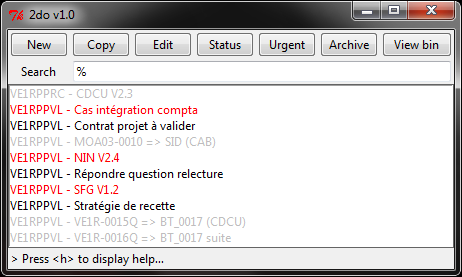 2do v1.0
New Copy Edit Status Urgent Archive View bin
Search %
VE1RPPRC - CDCU V2.3
VE1RPPVL - Cas intégration compta
VE1RPPVL - Contrat projet à valider
VE1RPPVL - MOA03-0010 => SID (CAB)
VE1RPPVL - NIN V2.4
VE1RPPVL - Répondre question relecture
VE1RPPVL - SFG V1.2
VE1RPPVL - Stratégie de recette
VE1RPPVL - VE1R-0015Q => BT_0017 (CDCU)
VE1RPPVL - VE1R-0016Q => BT_0017 suite
> Press <h> to display help...